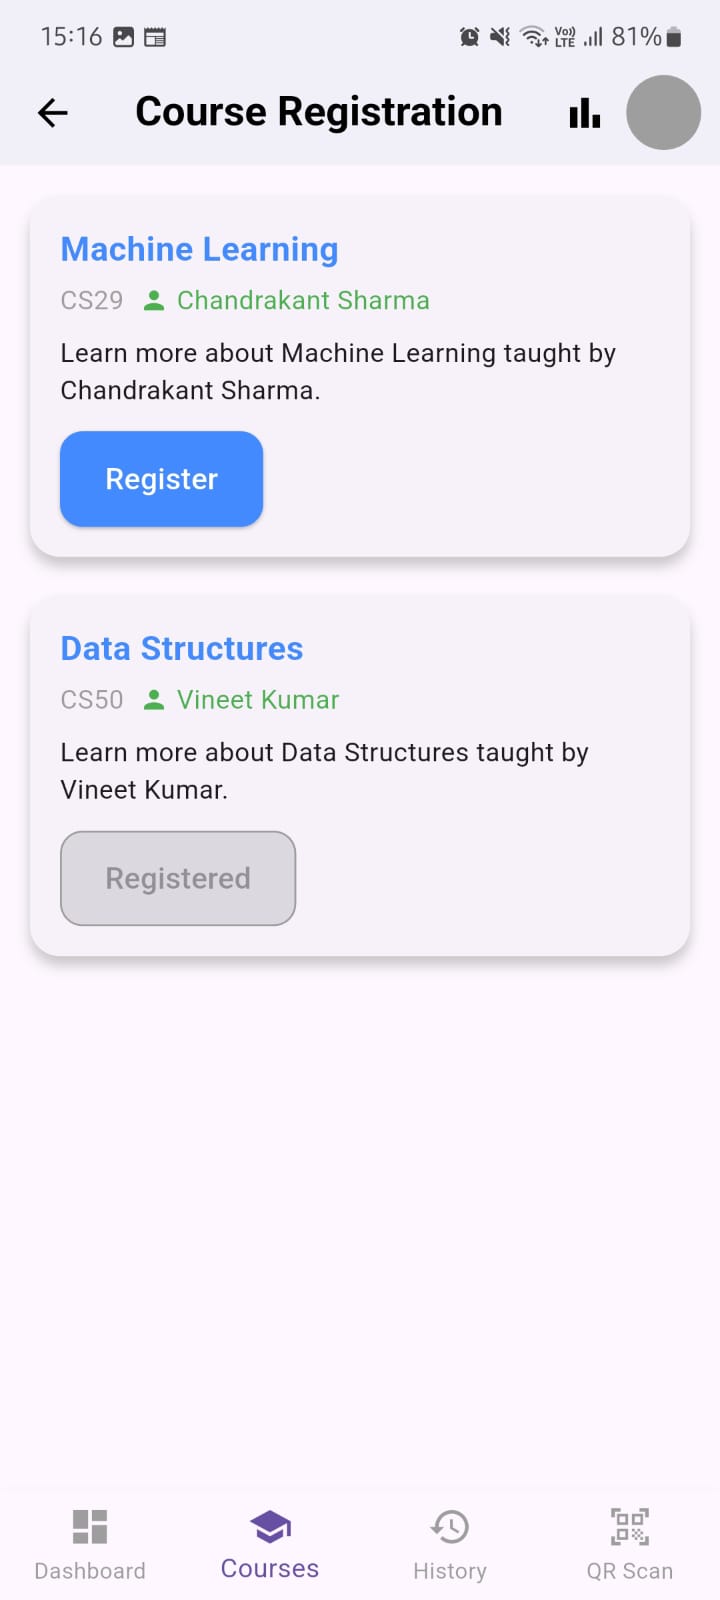 15:16 Vo)) LTE 81%
Course Registration
Machine Learning
CS29 Chandrakant Sharma
Learn more about Machine Learning taught by
Chandrakant Sharma.
Register
Data Structures
CS50 Vineet Kumar
Learn more about Data Structures taught by
Vineet Kumar.
Registered
Dashboard Courses History QR Scan